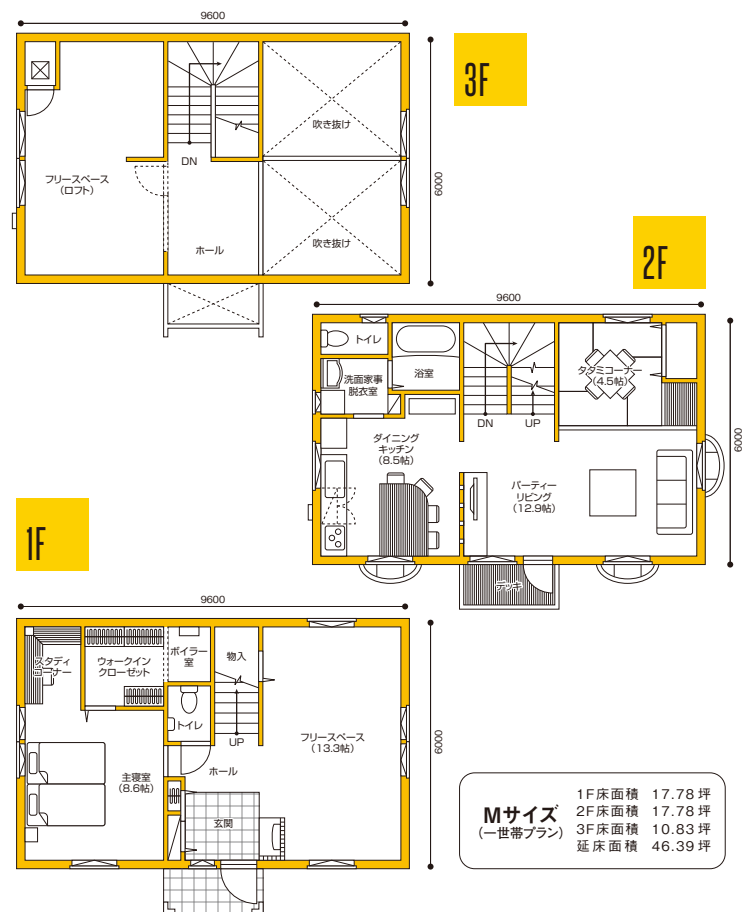 9600
3F
6000
吹き抜け
DN
フリースペース
(ロフト)
ホール
吹き抜け
2F
9600
6000
トイレ
浴室
洗面家事
脱衣室
タタミコーナー
(4.5帖)
DN
UP
ダイニング
キッチン
(8.5帖)
パーティー
リビング
(12.9帖)
デッキ
1F
9600
6000
スタディ
コーナー
ウォークイン
クローゼット
ボイラー
室
物入
トイレ
UP
フリースペース
(13.3帖)
主寝室
(8.6帖)
ホール
玄関
Mサイズ
(一世帯プラン)
1F床面積 17.78 坪
2F床面積 17.78 坪
3F床面積 10.83 坪
延床面積 46.39 坪